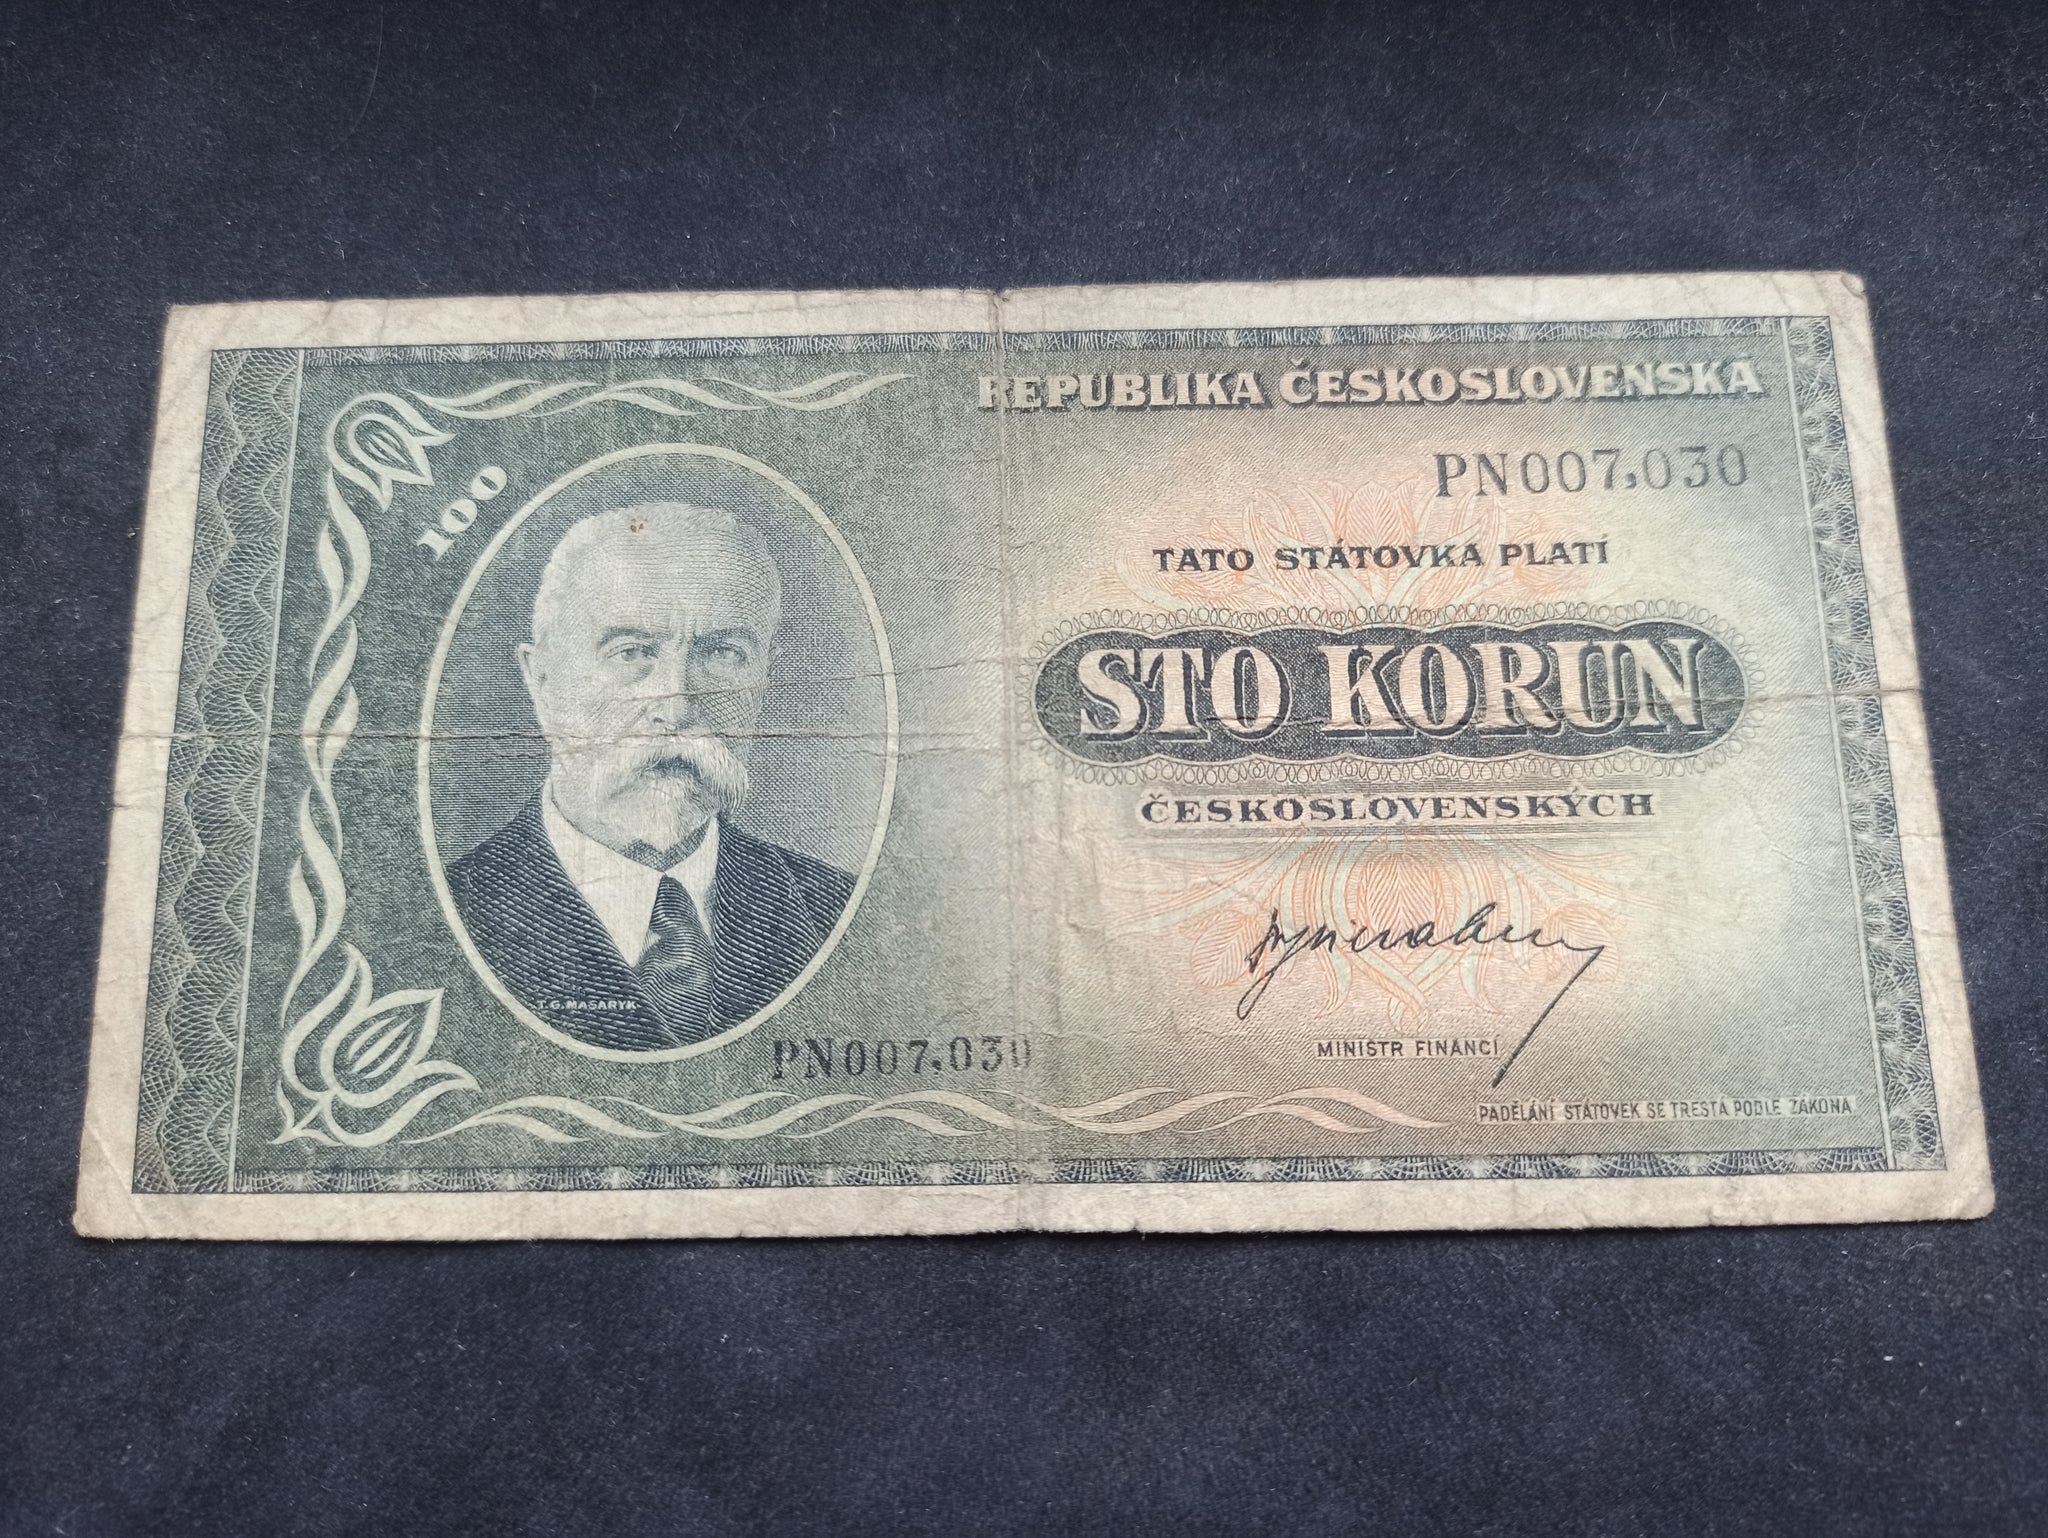 REPUBLIKA ČESKOSLOVENSKA
100
PN007.030
TATO STÁTOVKA PLATÍ
STO KORUN
ČESKOSLOVENSKÝCH
T.G. MASARYK
PN007.030
MINISTR FINANCÍ
PADĚLÁNÍ STÁTOVEK SE TRESTÁ PODLE ZÁKONA